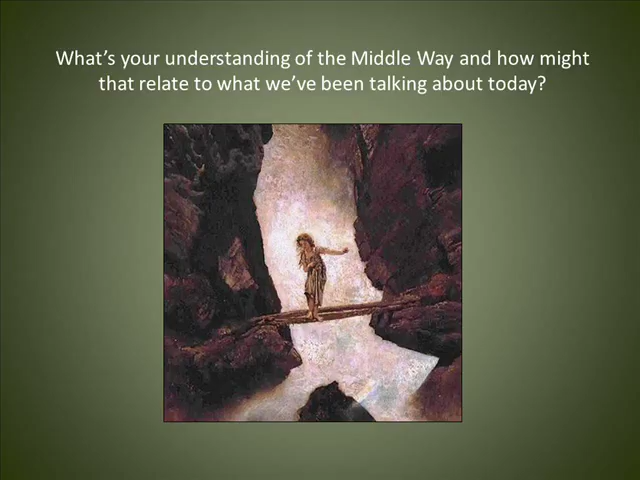 What’s your understanding of the Middle Way and how might
that relate to what we’ve been talking about today?